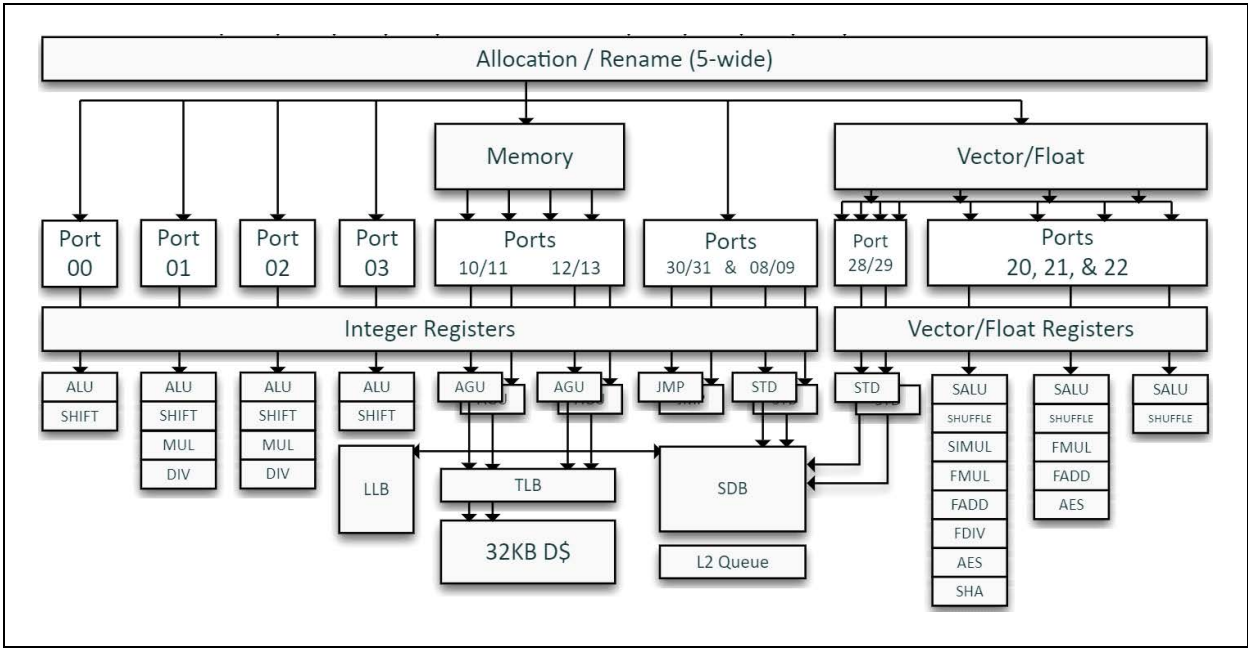 Allocation / Rename (5-wide)
Memory
Vector/Float
Port
00
Port
01
Port
02
Port
03
Ports
10/11 12/13
Ports
30/31 & 08/09
Port
28/29
Ports
20, 21, & 22
Integer Registers
Vector/Float Registers
ALU
SHIFT
ALU
SHIFT
MUL
DIV
ALU
SHIFT
MUL
DIV
ALU
SHIFT
AGU
AGU
JMP
STD
STD
SALU
SHUFFLE
SIMUL
FMUL
FADD
FDIV
AES
SHA
SALU
SHUFFLE
FMUL
FADD
AES
SALU
SHUFFLE
LLB
TLB
SDB
32KB D$
L2 Queue